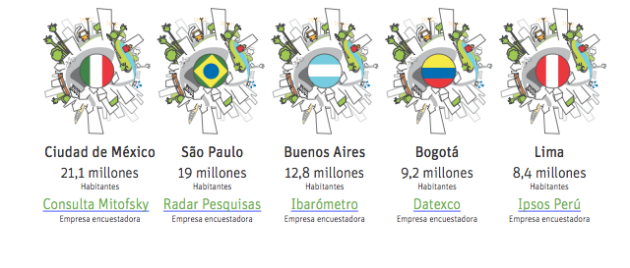 Ciudad de México
21,1 millones
Habitantes
Consulta Mitofsky
Empresa encuestadora
São Paulo
19 millones
Habitantes
Radar Pesquisas
Empresa encuestadora
Buenos Aires
12,8 millones
Habitantes
Ibarómetro
Empresa encuestadora
Bogotá
9,2 millones
Habitantes
Datexco
Empresa encuestadora
Lima
8,4 millones
Habitantes
Ipsos Perú
Empresa encuestadora